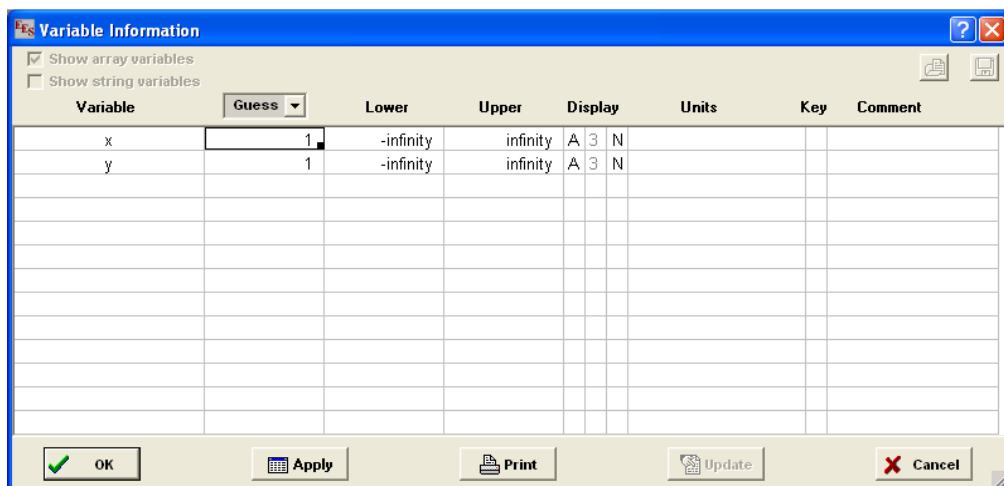 EES Variable Information
Show array variables
Show string variables
Variable Guess Lower Upper Display Units Key Comment
x 1 -infinity infinity A 3 N
y 1 -infinity infinity A 3 N
OK Apply Print Update Cancel